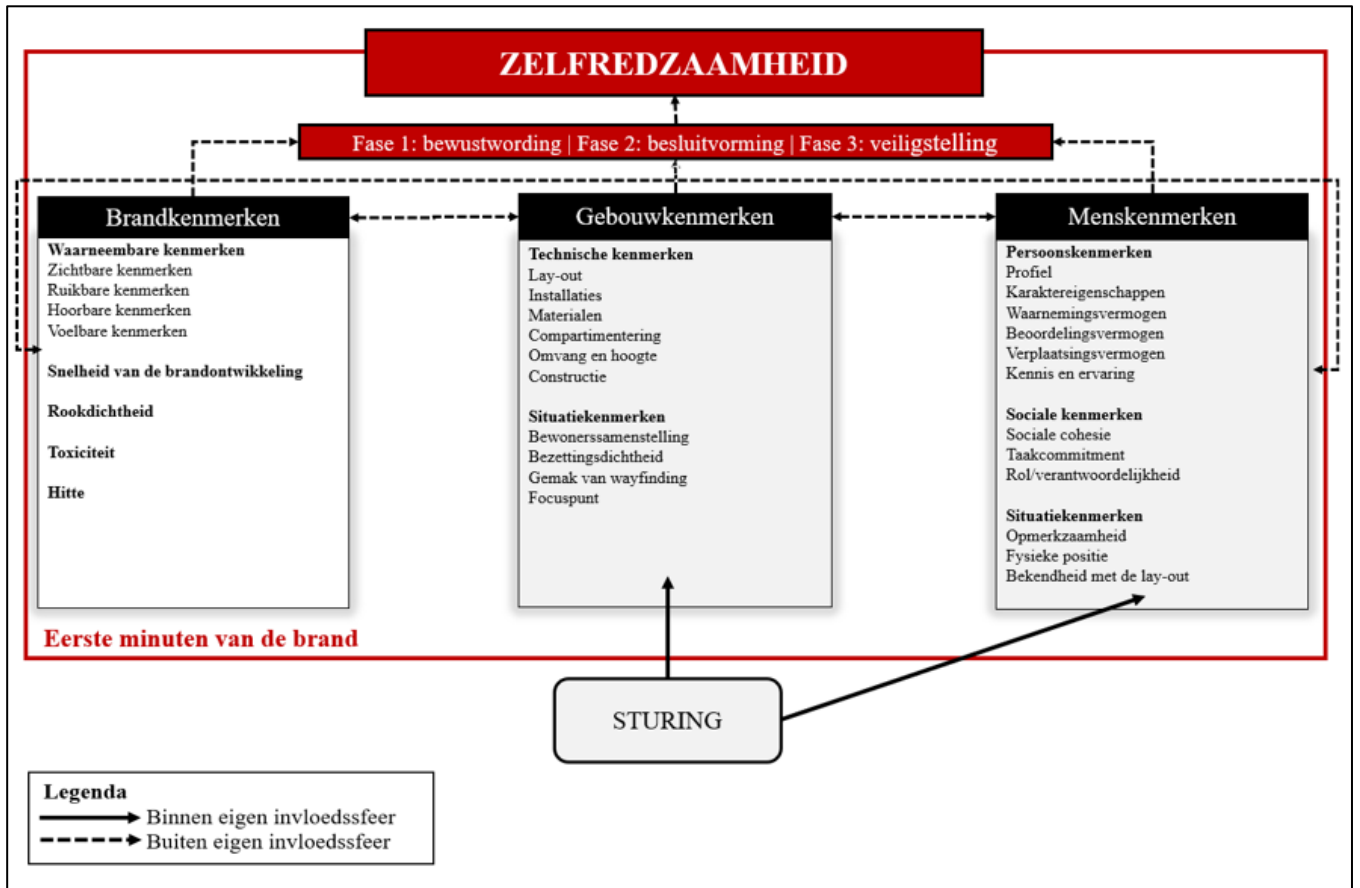 ZELFREDZAAMHEID
Fase 1: bewustwording | Fase 2: besluitvorming | Fase 3: veiligstelling
Brandkenmerken
Waarneembare kenmerken
Zichtbare kenmerken
Ruikbare kenmerken
Hoorbare kenmerken
Voelbare kenmerken
Snelheid van de brandontwikkeling
Rookdichtheid
Toxiciteit
Hitte
Gebouwkenmerken
Technische kenmerken
Lay-out
Installaties
Materialen
Compartimentering
Omvang en hoogte
Constructie
Situatiekenmerken
Bewonerssamenstelling
Bezettingsdichtheid
Gemak van wayfinding
Focuspunt
Menskenmerken
Persoonskenmerken
Profiel
Karaktereigenschappen
Waarnemingsvermogen
Beoordelingsvermogen
Verplaatsingsvermogen
Kennis en ervaring
Sociale kenmerken
Sociale cohesie
Taakcommitment
Rol/verantwoordelijkheid
Situatiekenmerken
Opmerkzaamheid
Fysieke positie
Bekendheid met de lay-out
Eerste minuten van de brand
STURING
Legenda
Binnen eigen invloedssfeer
Buiten eigen invloedssfeer